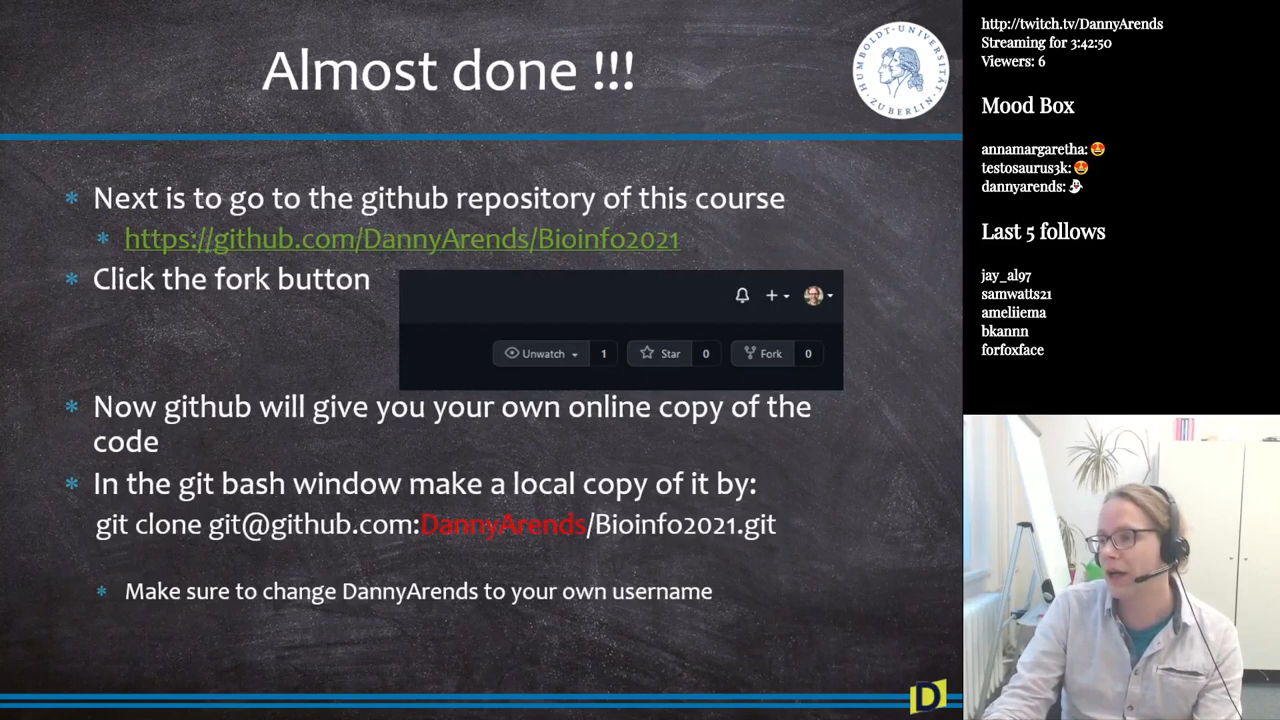 Almost done !!!
HUMBOLDT-UNIVERSITÄT
ZU BERLIN
Next is to go to the github repository of this course
https://github.com/DannyArends/Bioinfo2021
Click the fork button
Unwatch 1 Star 0 Fork 0
Now github will give you your own online copy of the
code
In the git bash window make a local copy of it by:
git clone git@github.com:DannyArends/Bioinfo2021.git
Make sure to change DannyArends to your own username
D
http://twitch.tv/DannyArends
Streaming for 3:42:50
Viewers: 6
Mood Box
annamargaretha: 😍
testosaurus3k: 😍
dannyarends: 👻
Last 5 follows
jay_al97
samwatts21
ameliiema
bkannn
forfoxface